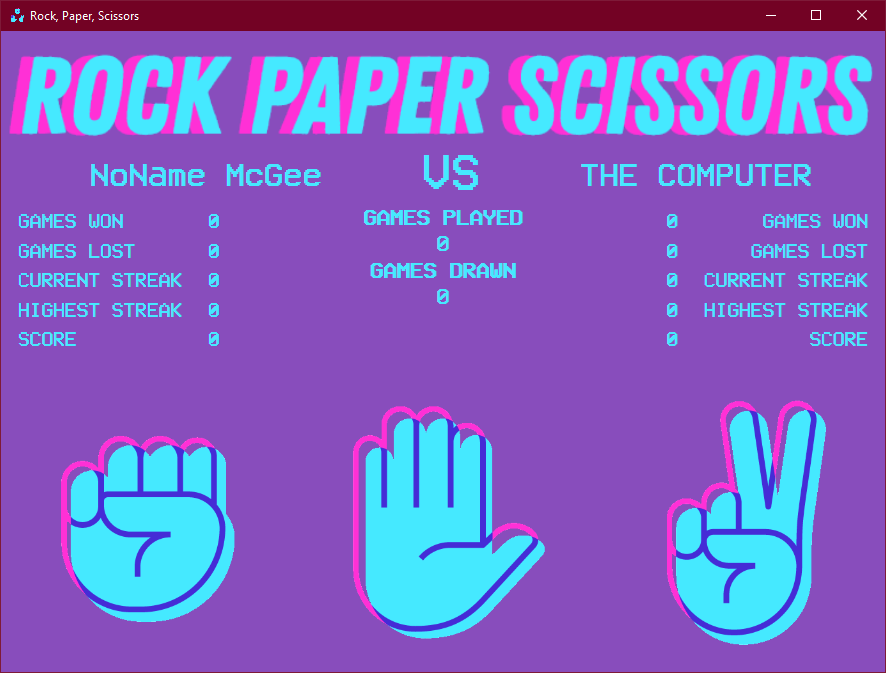 Rock, Paper, Scissors
ROCK PAPER SCISSORS
NoName McGee VS THE COMPUTER
GAMES WON 0
GAMES LOST 0
CURRENT STREAK 0
HIGHEST STREAK 0
SCORE 0
GAMES PLAYED
0
GAMES DRAWN
0
0 GAMES WON
0 GAMES LOST
0 CURRENT STREAK
0 HIGHEST STREAK
0 SCORE